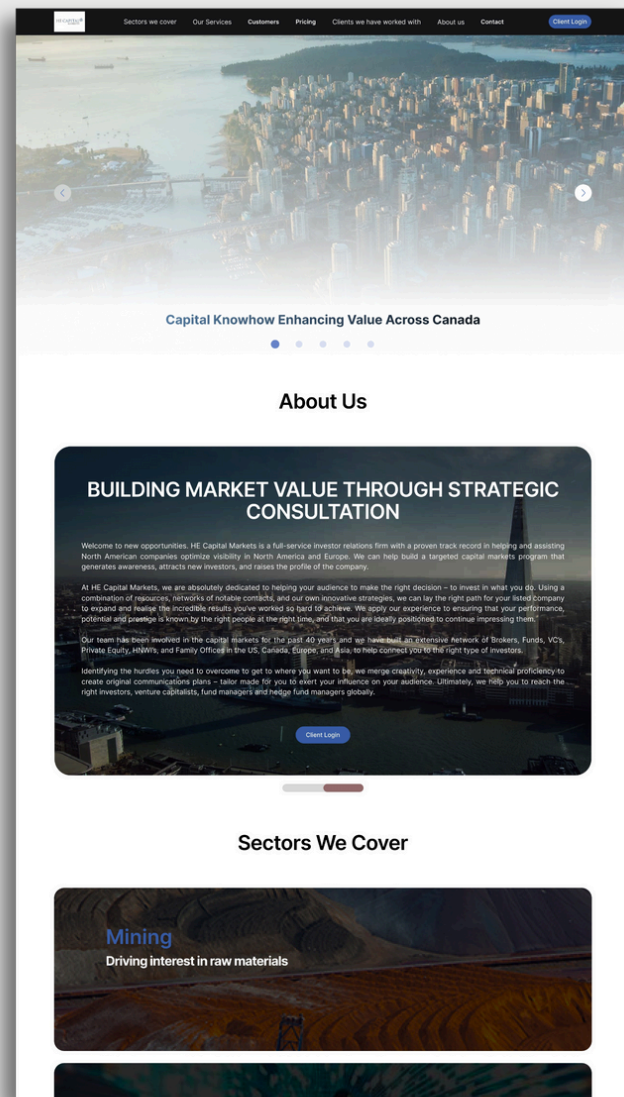 HE CAPITAL
Sectors we cover Our Services Customers Pricing Clients we have worked with About us Contact Client Login
Capital Knowhow Enhancing Value Across Canada
About Us
BUILDING MARKET VALUE THROUGH STRATEGIC
CONSULTATION
Welcome to new opportunities. HE Capital Markets is a full-service investor relations firm with a proven track record in helping and assisting
North American companies optimize visibility in North America and Europe. We can help build a targeted capital markets program that
generates awareness, attracts new investors, and raises the profile of the company.
At HE Capital Markets, we are absolutely dedicated to helping your audience to make the right decision – to invest in what you do. Using a
combination of resources, networks of notable contacts, and our own innovative strategies, we can lay the right path for your listed company
to expand and realise the incredible results you've worked so hard to achieve. We apply our experience to ensuring that your performance,
potential and prestige is known by the right people at the right time, and that you are ideally positioned to continue impressing them.
Our team has been involved in the capital markets for the past 40 years and we have built an extensive network of Brokers, Funds, VC's,
Private Equity, HNWI's, and Family Offices in the US, Canada, Europe, and Asia, to help connect you to the right type of investors.
Identifying the hurdles you need to overcome to get to where you want to be, we merge creativity, experience and technical proficiency to
create original communications plans – tailor made for you to exert your influence on your audience. Ultimately, we help you to reach the
right investors, venture capitalists, fund managers and hedge fund managers globally.
Client Login
Sectors We Cover
Mining
Driving interest in raw materials